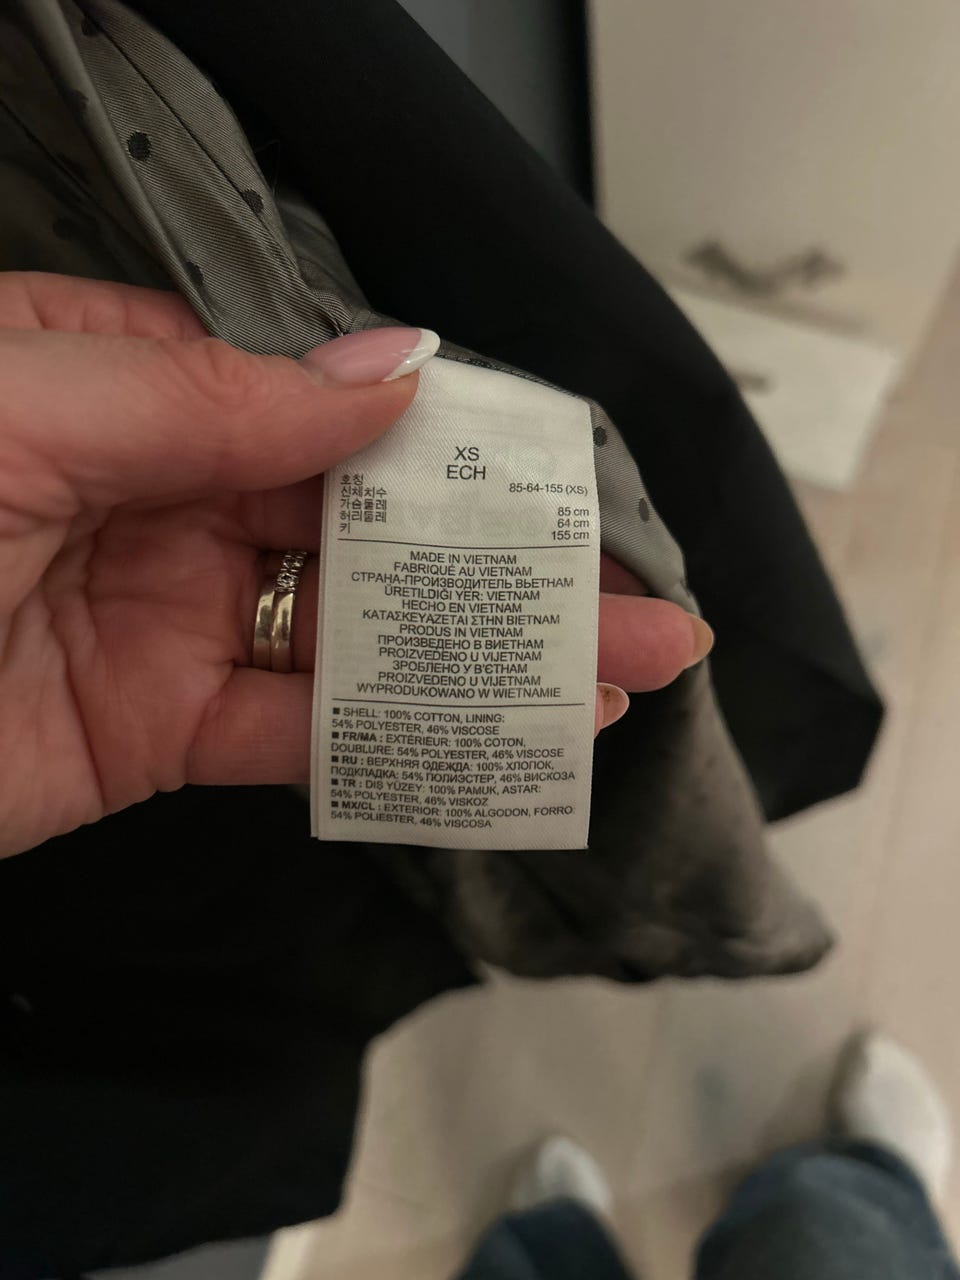 XS
ECH
호칭 85-64-155 (XS)
신체치수
가슴둘레 85 cm
허리둘레 64 cm
키 155 cm
MADE IN VIETNAM
FABRIQUÉ AU VIETNAM
СТРАНА-ПРОИЗВОДИТЕЛЬ ВЬЕТНАМ
ÜRETILDIĞI YER: VIETNAM
HECHO EN VIETNAM
ΚΑΤΑΣΚΕΥΑΖΕΤΑΙ ΣΤΗΝ ΒΙΕΤΝΑΜ
PRODUS IN VIETNAM
ПРОИЗВЕДЕНО В ВИЕТНАМ
PROIZVEDENO U VIJETNAM
ЗРОБЛЕНО У В'ЄТНАМ
PROIZVEDENO U VIJETNAM
WYPRODUKOWANO W WIETNAMIE
■ SHELL: 100% COTTON, LINING:
54% POLYESTER, 46% VISCOSE
■ FR/MA : EXTÉRIEUR: 100% COTON,
DOUBLURE: 54% POLYESTER, 46% VISCOSE
■ RU : ВЕРХНЯЯ ОДЕЖДА: 100% ХЛОПОК,
ПОДКЛАДКА: 54% ПОЛИЭСТЕР, 46% ВИСКОЗА
■ TR : DIŞ YÜZEY: 100% PAMUK, ASTAR:
54% POLYESTER, 46% VISKOZ
■ MX/CL : EXTERIOR: 100% ALGODON, FORRO:
54% POLIESTER, 46% VISCOSA